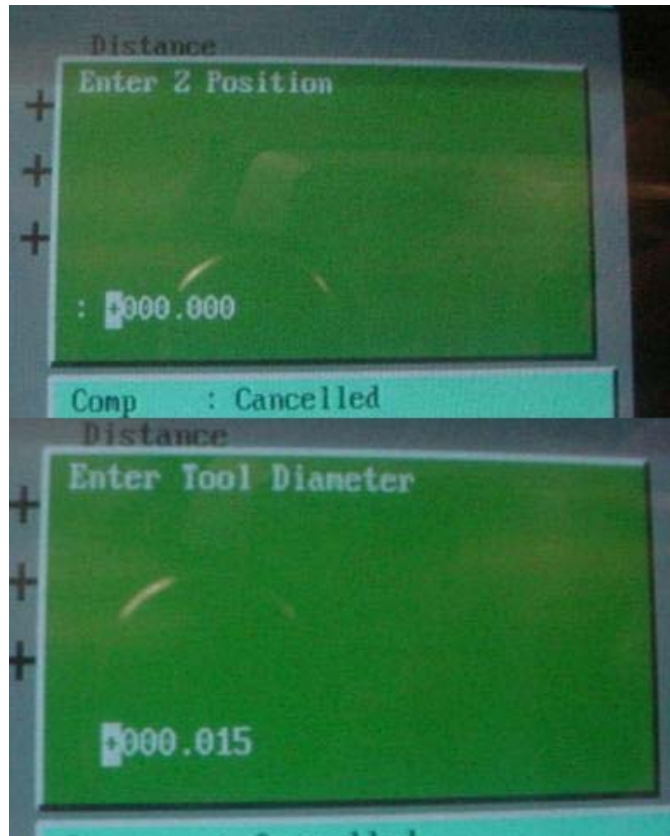 Distance
Enter Z Position
+
+
+
: +000.000
Comp : Cancelled
Distance
Enter Tool Diameter
+
+
+
+000.015